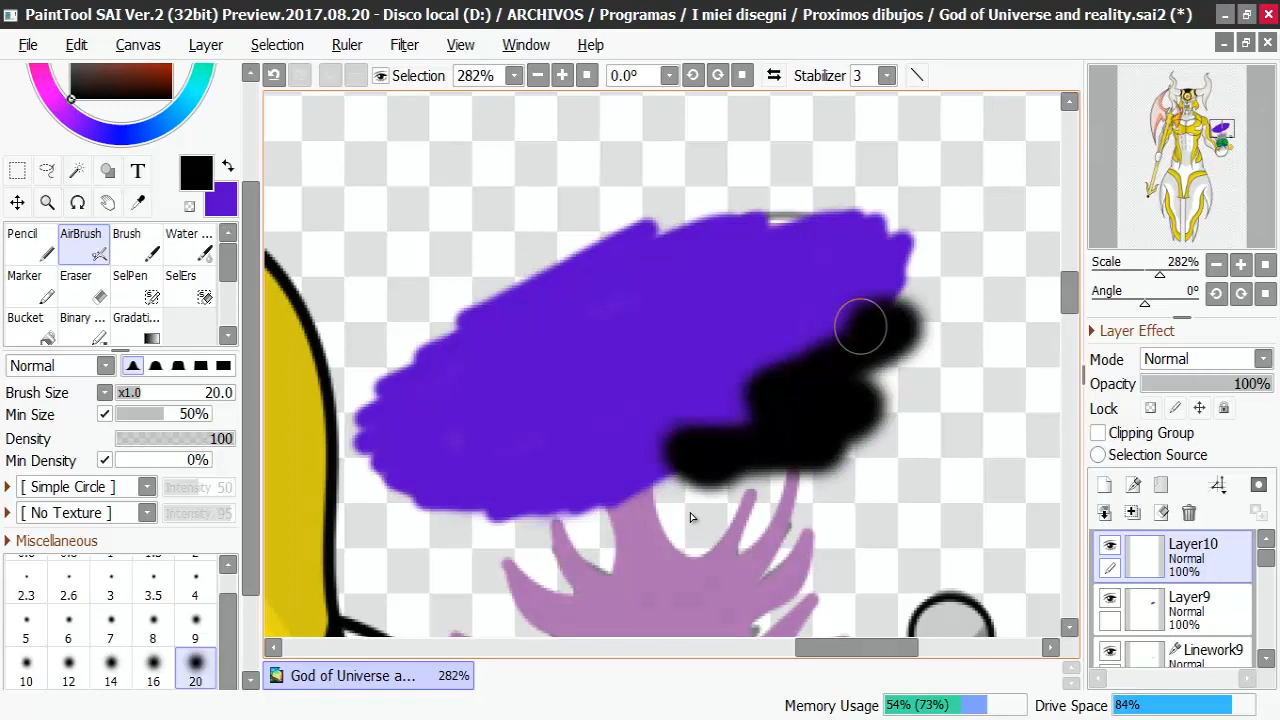 PaintTool SAI Ver.2 (32bit) Preview.2017.08.20 - Disco local (D:) / ARCHIVOS / Programas / I miei disegni / Proximos dibujos / God of Universe and reality.sai2 (*)
File Edit Canvas Layer Selection Ruler Filter View Window Help
Selection 282% 0.0° Stabilizer 3
T
Pencil AirBrush Brush Water ...
Marker Eraser SelPen SelErs
Bucket Binary ... Gradati...
Normal
Brush Size x1.0 20.0
Min Size 50%
Density 100
Min Density 0%
[ Simple Circle ] Intensity 50
[ No Texture ] Intensity 95
Miscellaneous
2.3 2.6 3 3.5 4
5 6 7 8 9
10 12 14 16 20
Scale 282%
Angle 0°
Layer Effect
Mode Normal
Opacity 100%
Lock
Clipping Group
Selection Source
Layer10
Normal
100%
Layer9
Normal
100%
Linework9
Normal
God of Universe a... 282%
Memory Usage 54% (73%) Drive Space 84%